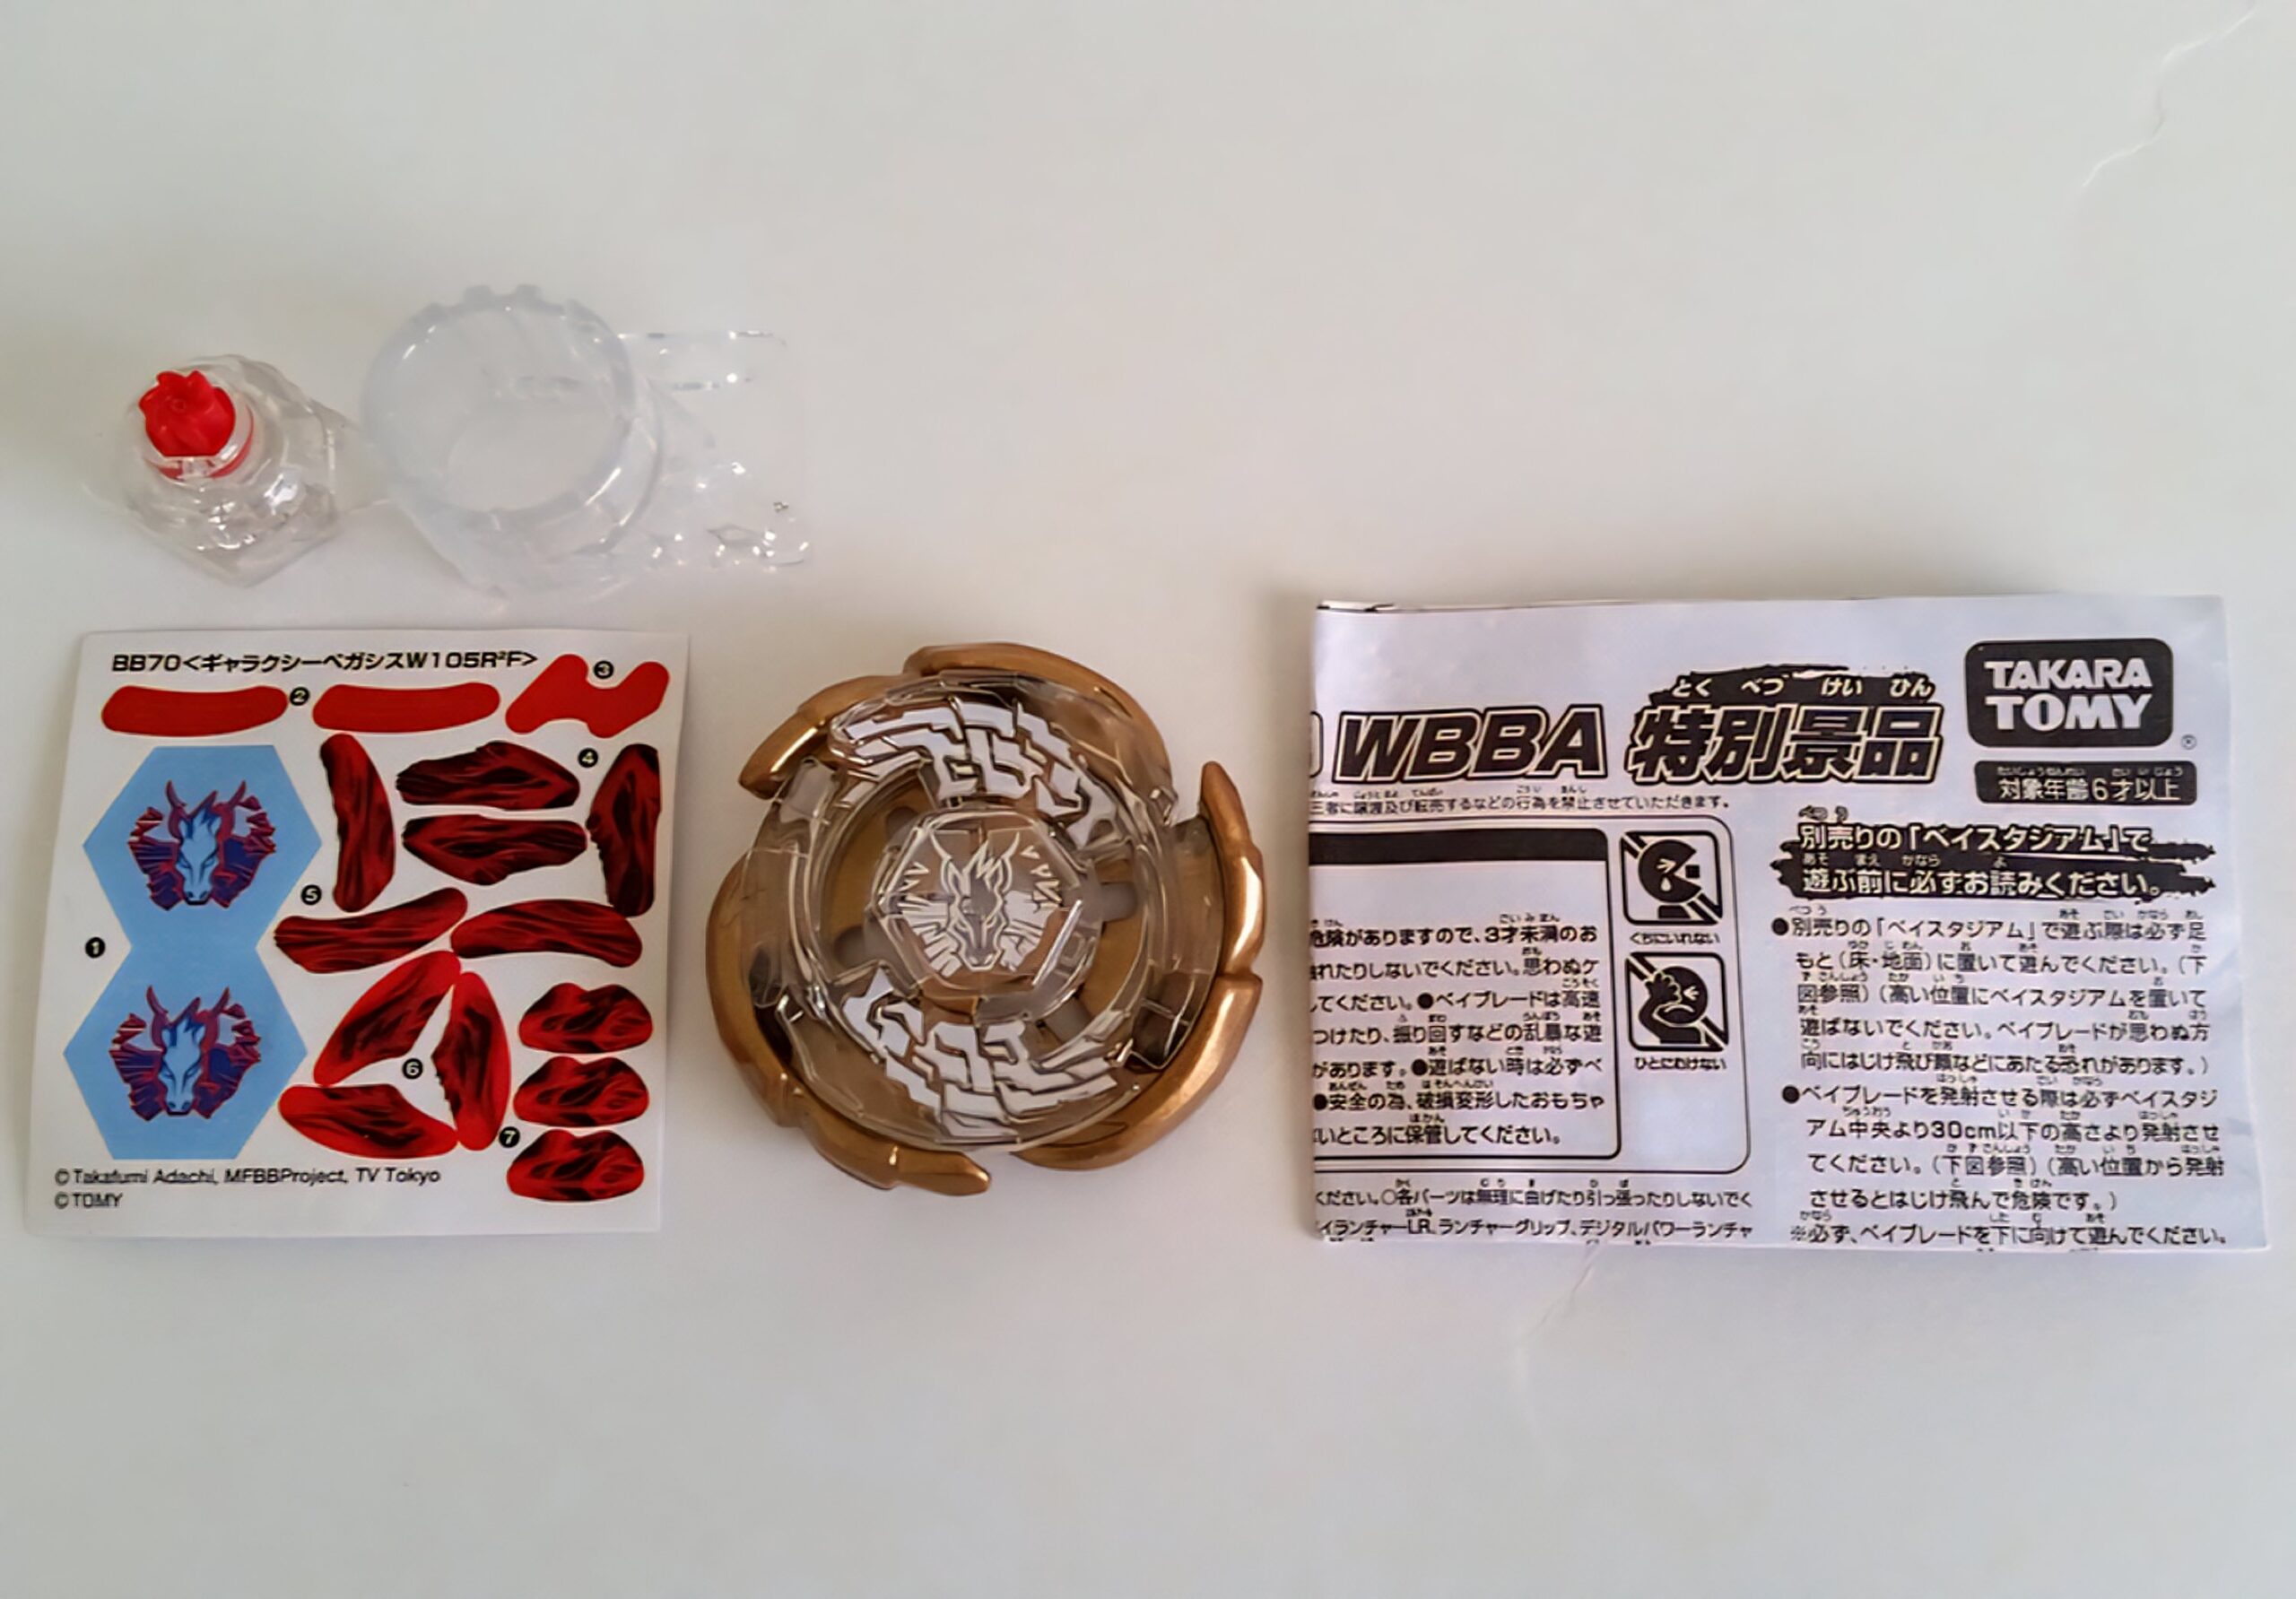 BB70<ギャラクシーペガシスW105R²F>
2
3
4
5
1
6
7
©Takafumi Adachi, MFBBProject, TV Tokyo
©TOMY
とくべつけいひん
WBBA 特別景品
三者に譲渡及び転売するなどの行為を禁止させていただきます。
危険がありますので、3才未満のお
れたりしないでください。思わぬケ
してください。●ベイブレードは高速
つけたり、振り回すなどの乱暴な遊
があります。●遊ばない時は必ずベ
●安全の為、破損変形したおもちゃ
いところに保管してください。
くちにいれない
ひとにむけない
ください。○各パーツは無理に曲げたり引っ張ったりしないでく
イランチャーLR、ランチャーグリップ、デジタルパワーランチャ
TAKARA
TOMY
®
対象年齢6才以上
別売りの「ベイスタジアム」で
遊ぶ前に必ずお読みください。
●別売りの「ベイスタジアム」で遊ぶ際は必ず足
もと(床・地面)に置いて遊んでください。(下
図参照)(高い位置にベイスタジアムを置いて
遊ばないでください。ベイブレードが思わぬ方
向にはじけ飛び顔などにあたる恐れがあります。)
●ベイブレードを発射させる際は必ずベイスタジ
アム中央より30cm以下の高さより発射させ
てください。(下図参照)(高い位置から発射
させるとはじけ飛んで危険です。)
※必ず、ベイブレードを下に向けて遊んでください。